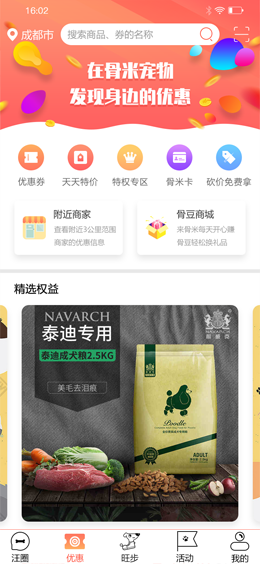 16:02
成都市
搜索商品、券的名称
在骨米宠物
发现身边的优惠
优惠券
天天特价
特权专区
骨米卡
砍价免费拿
附近商家
查看附近3公里范围
商家的优惠信息
骨豆商城
来骨米每天开心赚
骨豆轻松换礼品
精选权益
NAVARCH
泰迪专用
泰迪成犬粮2.5KG
美毛去泪痕
NAVARCH
Poodle
ADULT
汪圈
优惠
旺步
活动
我的